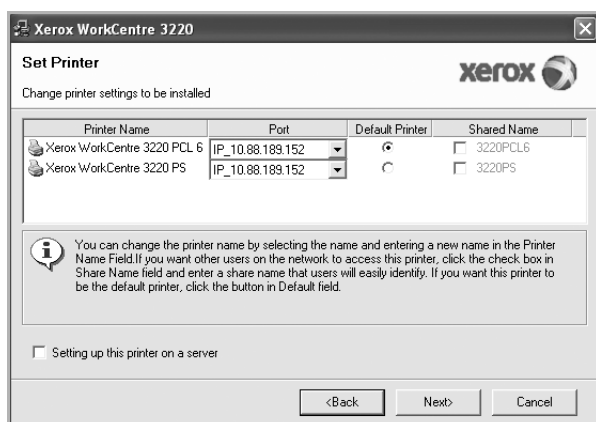 Xerox WorkCentre 3220
Set Printer
Change printer settings to be installed
xerox
Printer Name Port Default Printer Shared Name
Xerox WorkCentre 3220 PCL 6 IP_10.88.189.152 3220PCL6
Xerox WorkCentre 3220 PS IP_10.88.189.152 3220PS
You can change the printer name by selecting the name and entering a new name in the Printer
Name Field.If you want other users on the network to access this printer, click the check box in
Share Name field and enter a share name that users will easily identify. If you want this printer to
be the default printer, click the button in Default field.
Setting up this printer on a server
<Back Next> Cancel